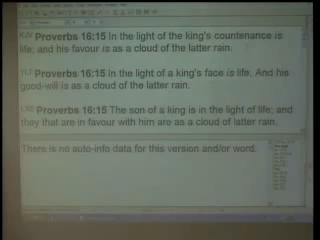 KJV Proverbs 16:15 In the light of the king's countenance is
life; and his favour is as a cloud of the latter rain.
YLT Proverbs 16:15 In the light of a king's face is life, And his
good-will is as a cloud of the latter rain.
LXE Proverbs 16:15 The son of a king is in the light of life; and
they that are in favour with him are as a cloud of latter rain.
There is no auto-info data for this version and/or word.